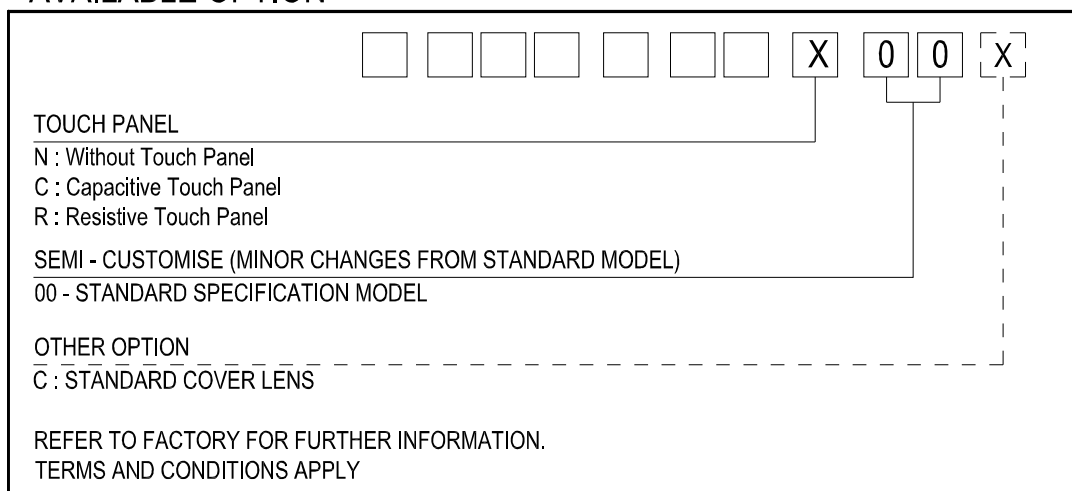 AVAILABLE OPTION
X 0 0 X
TOUCH PANEL
N : Without Touch Panel
C : Capacitive Touch Panel
R : Resistive Touch Panel
SEMI - CUSTOMISE (MINOR CHANGES FROM STANDARD MODEL)
00 - STANDARD SPECIFICATION MODEL
OTHER OPTION
C : STANDARD COVER LENS
REFER TO FACTORY FOR FURTHER INFORMATION.
TERMS AND CONDITIONS APPLY